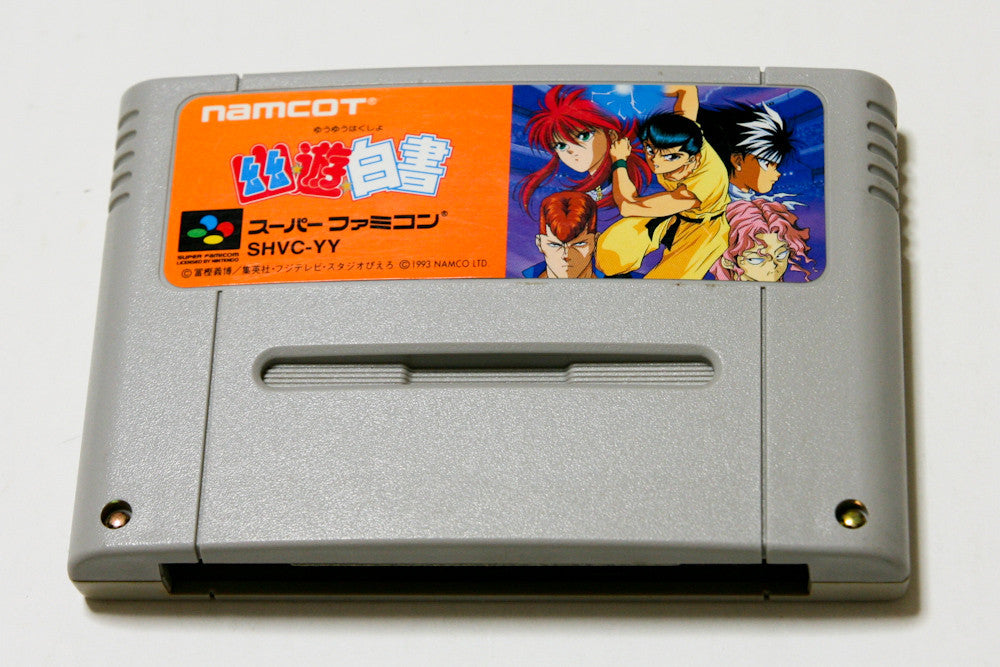 namcoT®
ゆうゆうはくしょ
幽遊白書
スーパーファミコン®
SUPER FAMICOM
LICENSED BY NINTENDO
SHVC-YY
©冨樫義博／集英社・フジテレビ・スタジオぴえろ ©1993 NAMCO LTD.